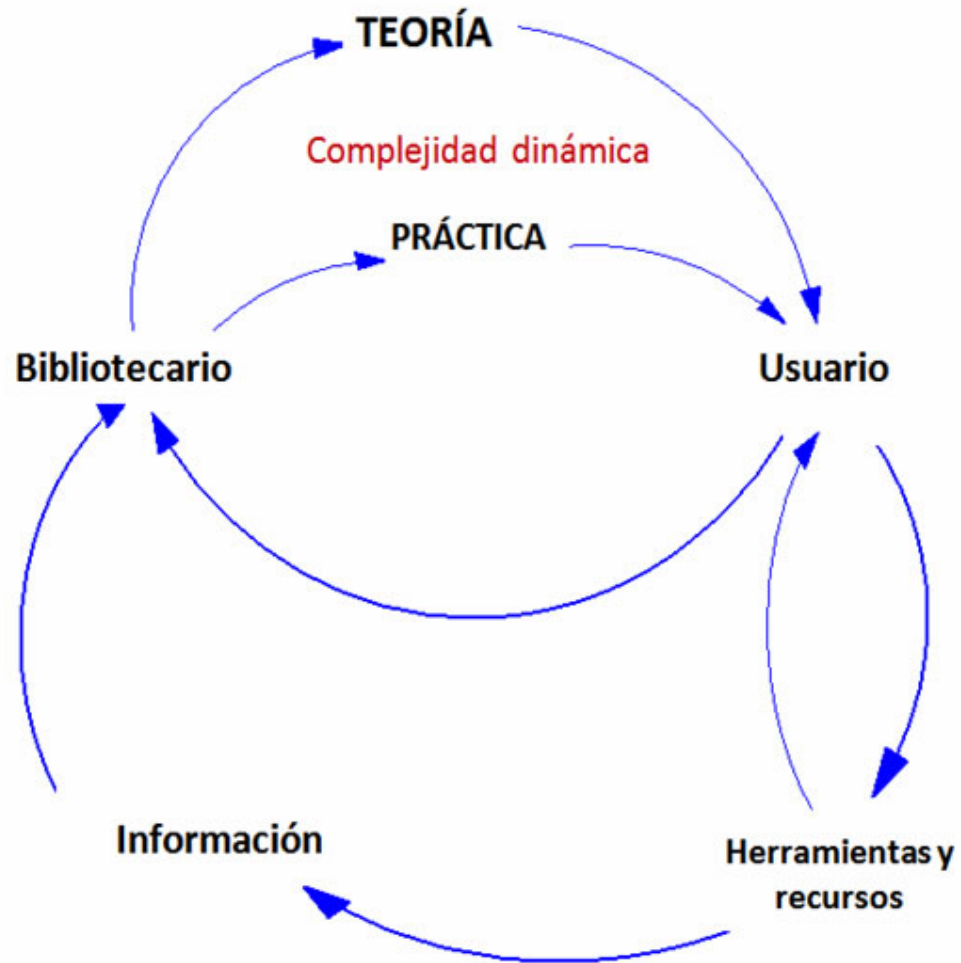 TEORÍA
Complejidad dinámica
PRÁCTICA
Bibliotecario
Usuario
Información
Herramientas y
recursos